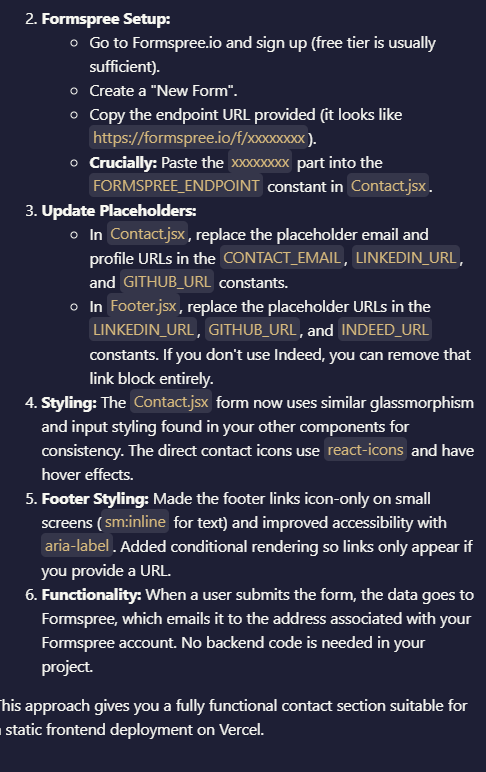 2. Formspree Setup:
Go to Formspree.io and sign up (free tier is usually
sufficient).
Create a "New Form".
Copy the endpoint URL provided (it looks like
https://formspree.io/f/xxxxxxxx ).
Crucially: Paste the xxxxxxxx part into the
FORMSPREE_ENDPOINT constant in Contact.jsx .
3. Update Placeholders:
In Contact.jsx , replace the placeholder email and
profile URLs in the CONTACT_EMAIL , LINKEDIN_URL ,
and GITHUB_URL constants.
In Footer.jsx , replace the placeholder URLs in the
LINKEDIN_URL , GITHUB_URL , and INDEED_URL
constants. If you don't use Indeed, you can remove that
link block entirely.
4. Styling: The Contact.jsx form now uses similar glassmorphism
and input styling found in your other components for
consistency. The direct contact icons use react-icons and have
hover effects.
5. Footer Styling: Made the footer links icon-only on small
screens ( sm:inline for text) and improved accessibility with
aria-label . Added conditional rendering so links only appear if
you provide a URL.
6. Functionality: When a user submits the form, the data goes to
Formspree, which emails it to the address associated with your
Formspree account. No backend code is needed in your
project.
This approach gives you a fully functional contact section suitable for
a static frontend deployment on Vercel.